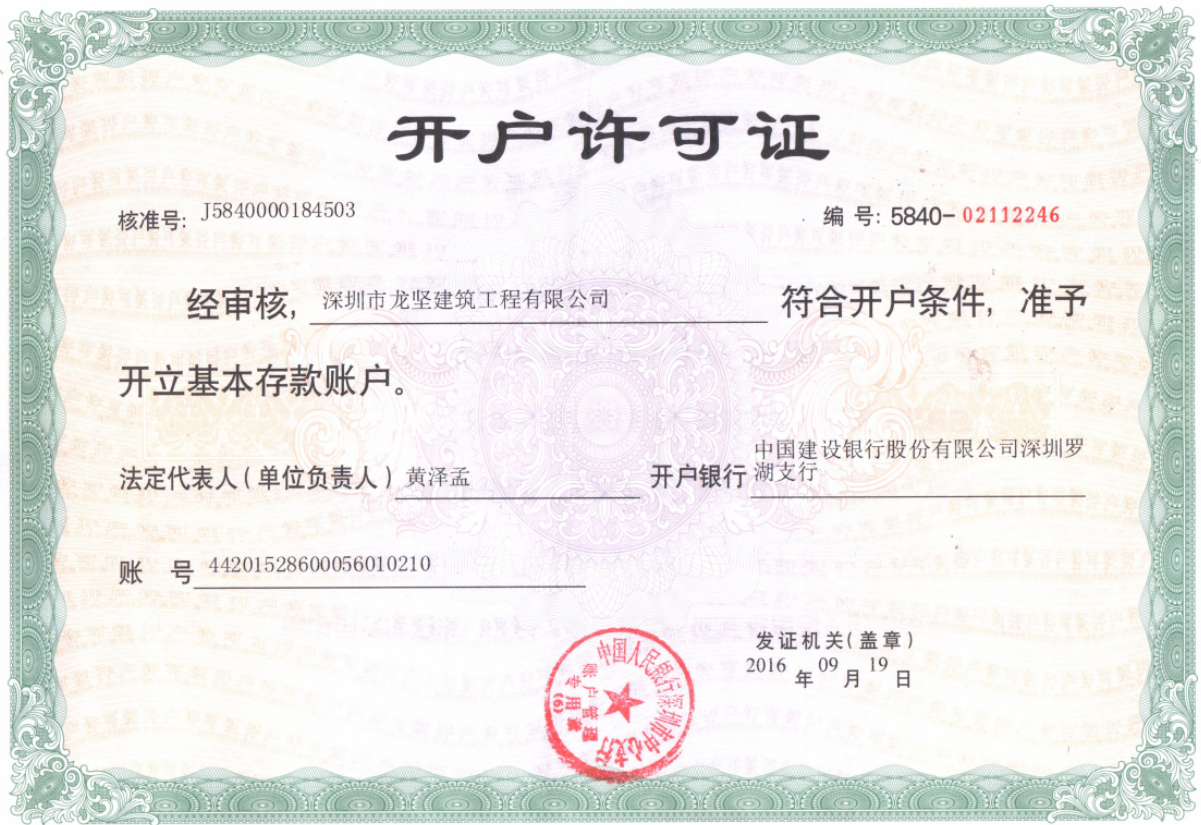 开户许可证
核准号: J5840000184503 编 号: 5840-02112246
经审核, 深圳市龙坚建筑工程有限公司 符合开户条件, 准予
开立基本存款账户。
法定代表人(单位负责人) 黄泽孟 开户银行 中国建设银行股份有限公司深圳罗
湖支行
账 号 44201528600056010210
发证机关(盖章)
2016 年 09 月 19 日
中国人民银行深圳市中心支行
账户管理
专用章
(6)